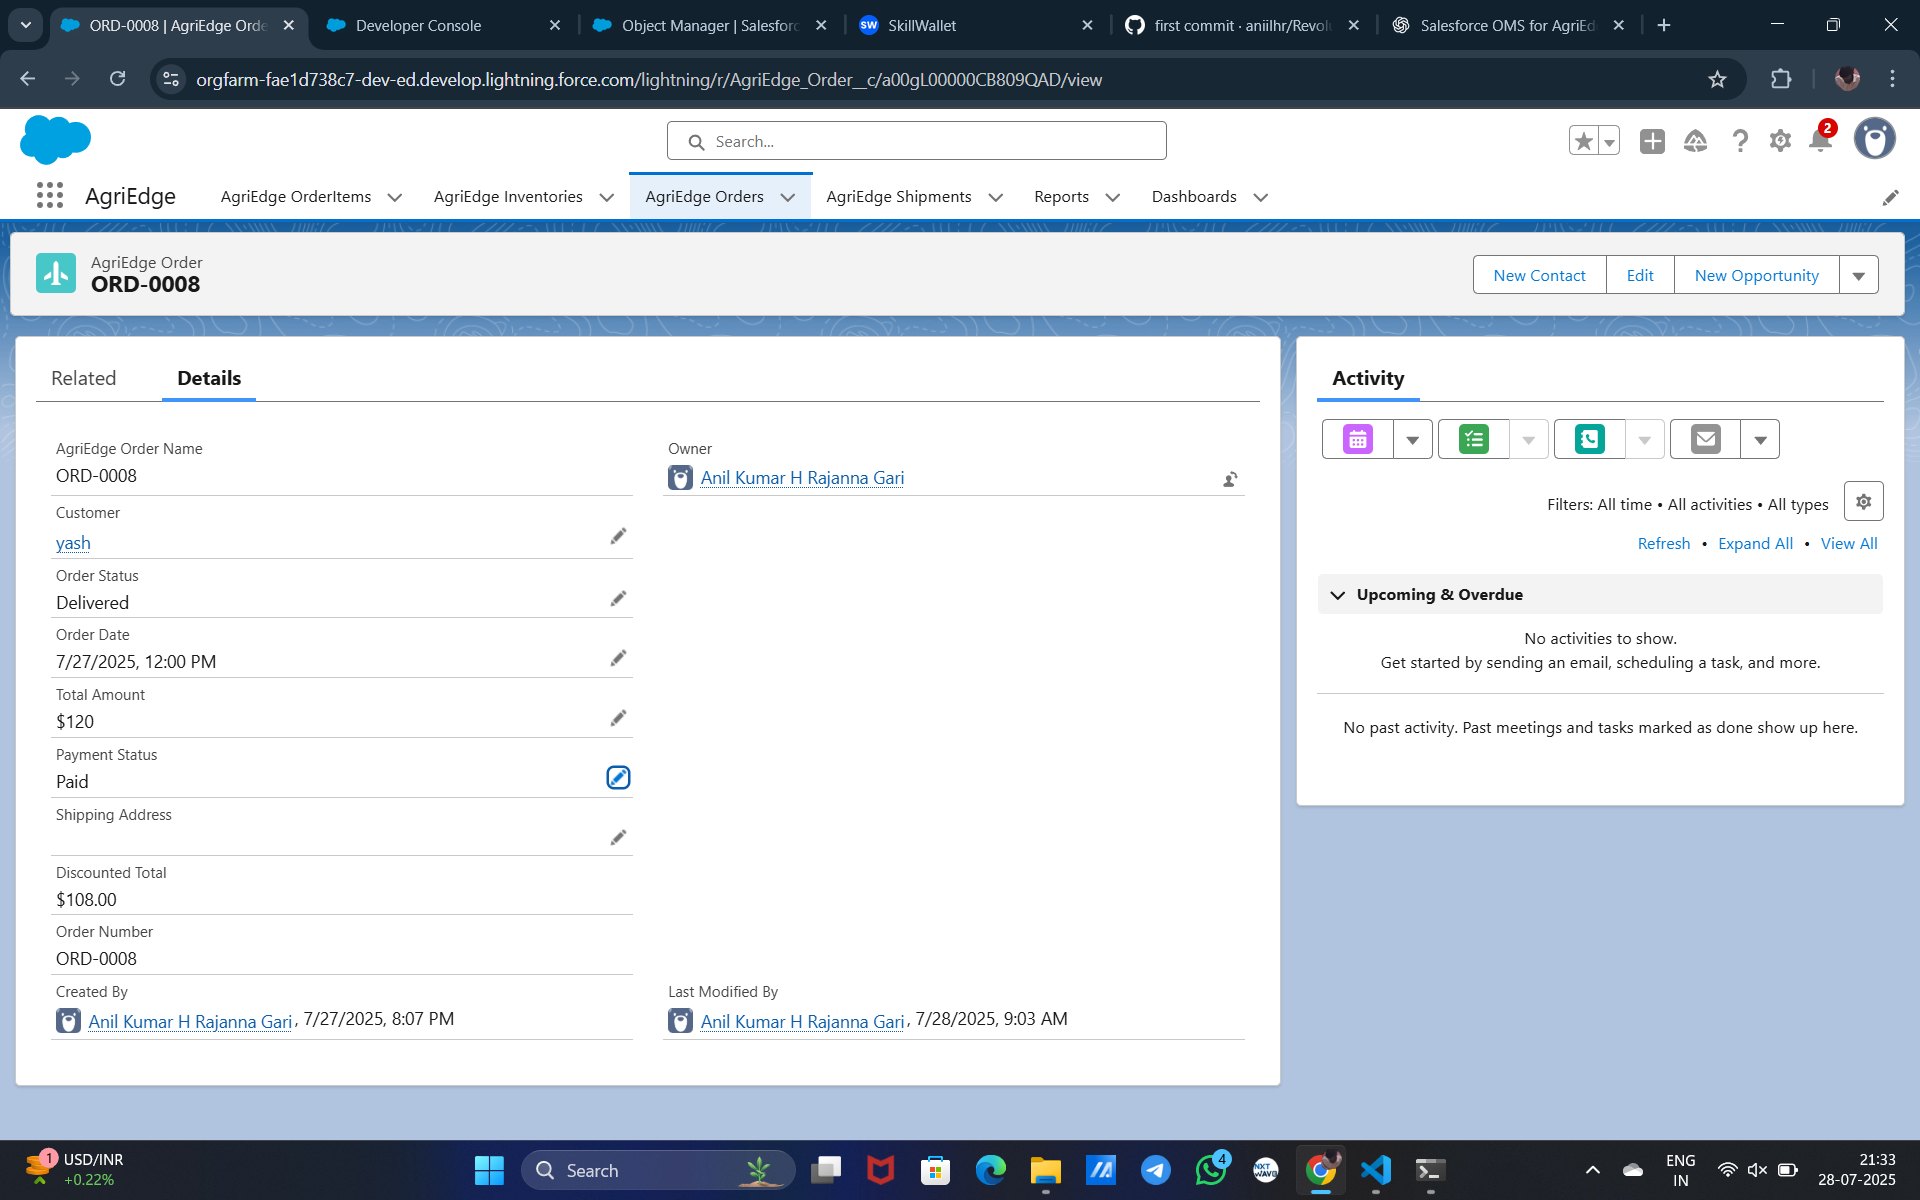 ORD-0008 | AgriEdge Orde
Developer Console
Object Manager | Salesforc
SW
SkillWallet
first commit · aniilhr/Revol
Salesforce OMS for AgriEd
orgfarm-fae1d738c7-dev-ed.develop.lightning.force.com/lightning/r/AgriEdge_Order__c/a00gL00000CB809QAD/view
Search...
2
AgriEdge
AgriEdge OrderItems
AgriEdge Inventories
AgriEdge Orders
AgriEdge Shipments
Reports
Dashboards
AgriEdge Order
ORD-0008
New Contact
Edit
New Opportunity
Related
Details
AgriEdge Order Name
ORD-0008
Owner
Anil Kumar H Rajanna Gari
Customer
yash
Order Status
Delivered
Order Date
7/27/2025, 12:00 PM
Total Amount
$120
Payment Status
Paid
Shipping Address
Discounted Total
$108.00
Order Number
ORD-0008
Created By
Anil Kumar H Rajanna Gari, 7/27/2025, 8:07 PM
Last Modified By
Anil Kumar H Rajanna Gari, 7/28/2025, 9:03 AM
Activity
Filters: All time • All activities • All types
Refresh • Expand All • View All
Upcoming & Overdue
No activities to show.
Get started by sending an email, scheduling a task, and more.
No past activity. Past meetings and tasks marked as done show up here.
1
USD/INR
+0.22%
Search
4
NXT
WAVE
ENG
IN
21:33
28-07-2025